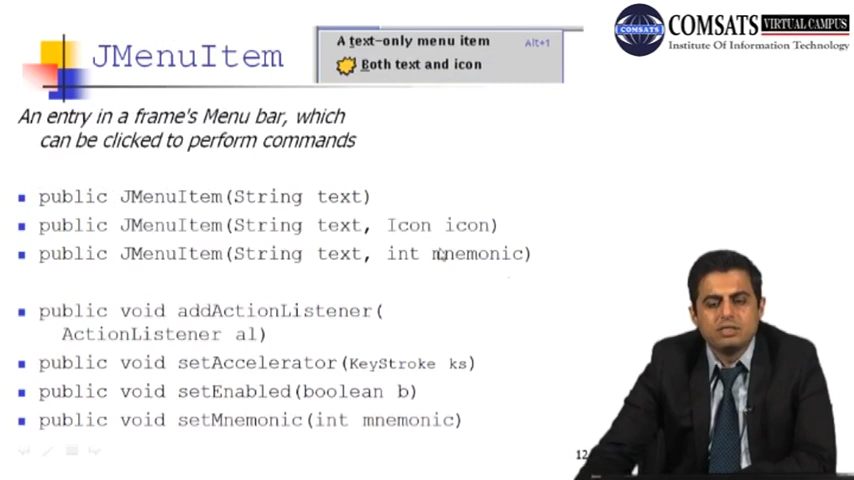 COMSATS VIRTUAL CAMPUS
Institute Of Information Technology
JMenuItem
A text-only menu item Alt+1
Both text and icon
An entry in a frame's Menu bar, which
can be clicked to perform commands
public JMenuItem(String text)
public JMenuItem(String text, Icon icon)
public JMenuItem(String text, int mnemonic)
public void addActionListener(
ActionListener al)
public void setAccelerator(KeyStroke ks)
public void setEnabled(boolean b)
public void setMnemonic(int mnemonic)
12